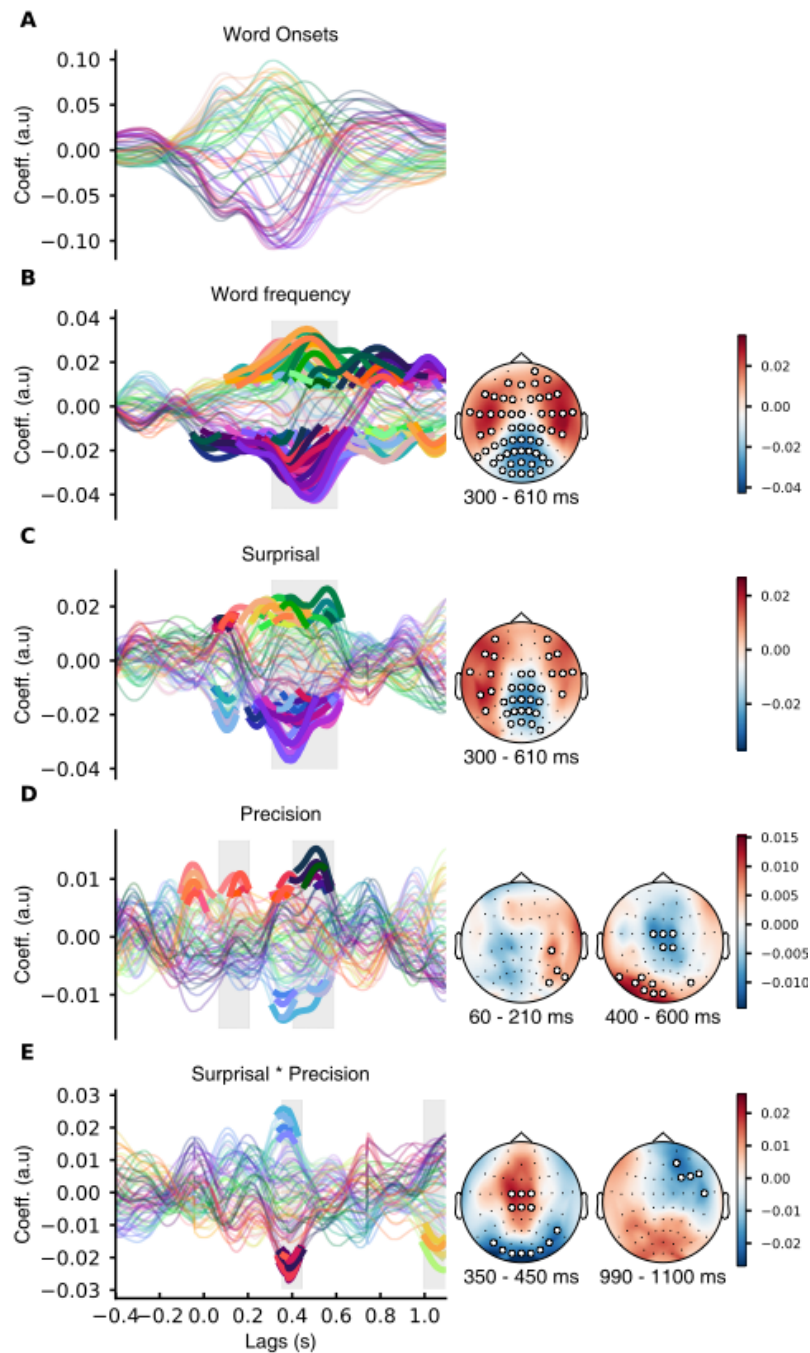 A
Word Onsets
0.10
0.05
0.00
−0.05
−0.10
Coeff. (a.u)
B
Word frequency
0.04
0.02
0.00
−0.02
−0.04
Coeff. (a.u)
300 - 610 ms
0.02
0.00
−0.02
−0.04
C
Surprisal
0.02
0.00
−0.02
−0.04
Coeff. (a.u)
300 - 610 ms
0.02
0.00
−0.02
D
Precision
0.01
0.00
−0.01
Coeff. (a.u)
60 - 210 ms
400 - 600 ms
0.015
0.010
0.005
0.000
−0.005
−0.010
E
Surprisal * Precision
0.03
0.02
0.01
0.00
−0.01
−0.02
−0.03
Coeff. (a.u)
−0.4 −0.2 0.0 0.2 0.4 0.6 0.8 1.0
Lags (s)
350 - 450 ms
990 - 1100 ms
0.02
0.01
0.00
−0.01
−0.02